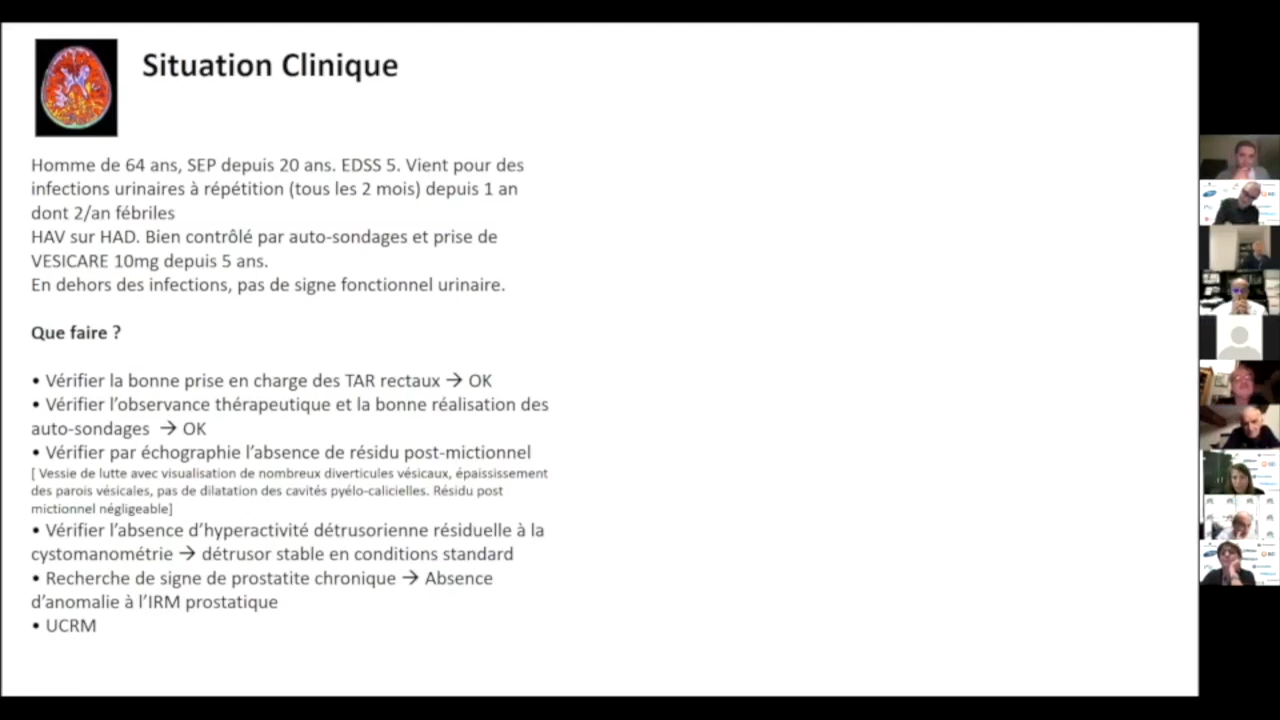 Situation Clinique
Homme de 64 ans, SEP depuis 20 ans. EDSS 5. Vient pour des
infections urinaires à répétition (tous les 2 mois) depuis 1 an
dont 2/an fébriles
HAV sur HAD. Bien contrôlé par auto-sondages et prise de
VESICARE 10mg depuis 5 ans.
En dehors des infections, pas de signe fonctionnel urinaire.
Que faire ?
• Vérifier la bonne prise en charge des TAR rectaux → OK
• Vérifier l’observance thérapeutique et la bonne réalisation des
auto-sondages → OK
• Vérifier par échographie l’absence de résidu post-mictionnel
[ Vessie de lutte avec visualisation de nombreux diverticules vésicaux, épaississement
des parois vésicales, pas de dilatation des cavités pyélo-calicielles. Résidu post
mictionnel négligeable]
• Vérifier l’absence d’hyperactivité détrusorienne résiduelle à la
cystomanométrie → détrusor stable en conditions standard
• Recherche de signe de prostatite chronique → Absence
d’anomalie à l’IRM prostatique
• UCRM